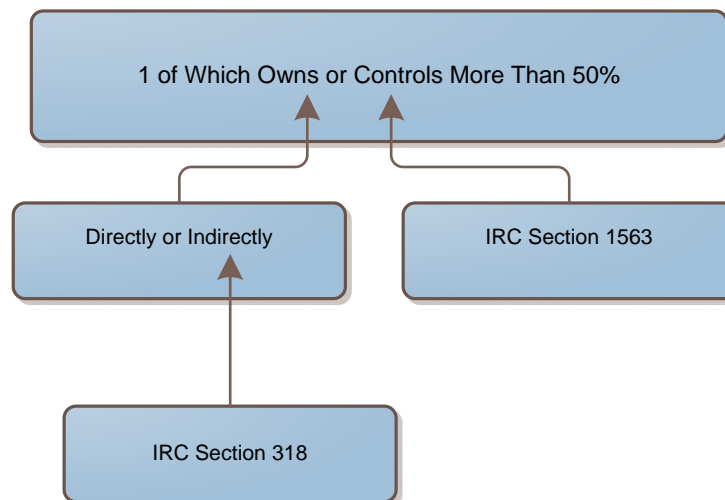 1 of Which Owns or Controls More Than 50%
Directly or Indirectly
IRC Section 1563
IRC Section 318